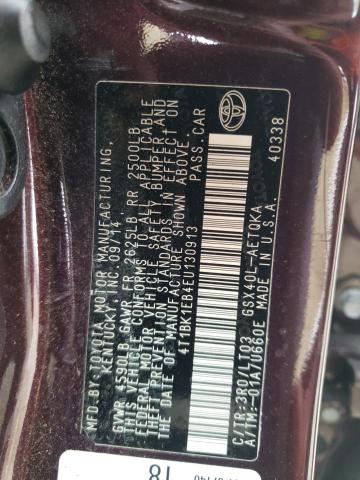 MFD.BY:TOYOTA MOTOR MANUFACTURING,
KENTUCKY, INC. 09/14
GVWR 4590LB GAWR FR 2625LB RR 2500LB
THIS VEHICLE CONFORMS TO ALL APPLICABLE
FEDERAL MOTOR VEHICLE SAFETY, BUMPER, AND
THEFT PREVENTION STANDARDS IN EFFECT ON
THE DATE OF MANUFACTURE SHOWN ABOVE.
4T1BK1EB4EU130913 PASS.CAR
C/TR:3R0/LT03 GSX40L-AETQKA
A/TM:-01A/U660E MADE IN USA 40338
18